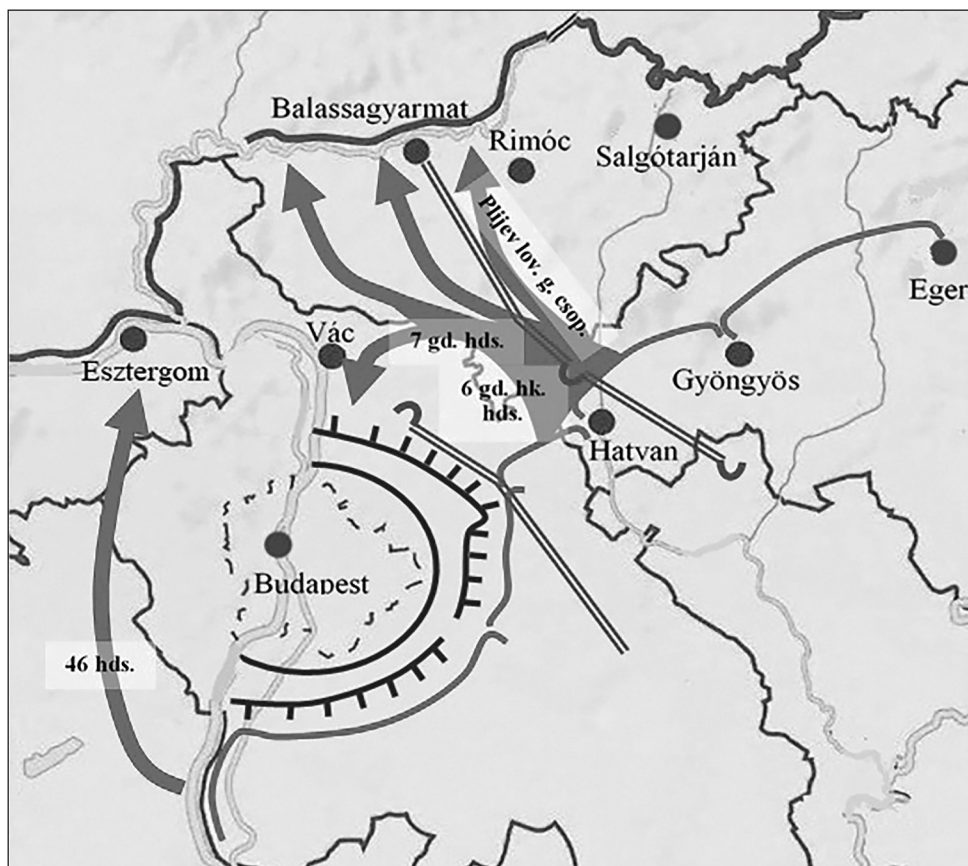 Balassagyarmat
Rimóc
Salgótarján
Plijev lov. g. csop.
Eger
Vác
7 gd. hds.
Esztergom
Gyöngyös
6 gd. hk.
hds.
Hatvan
Budapest
46 hds.